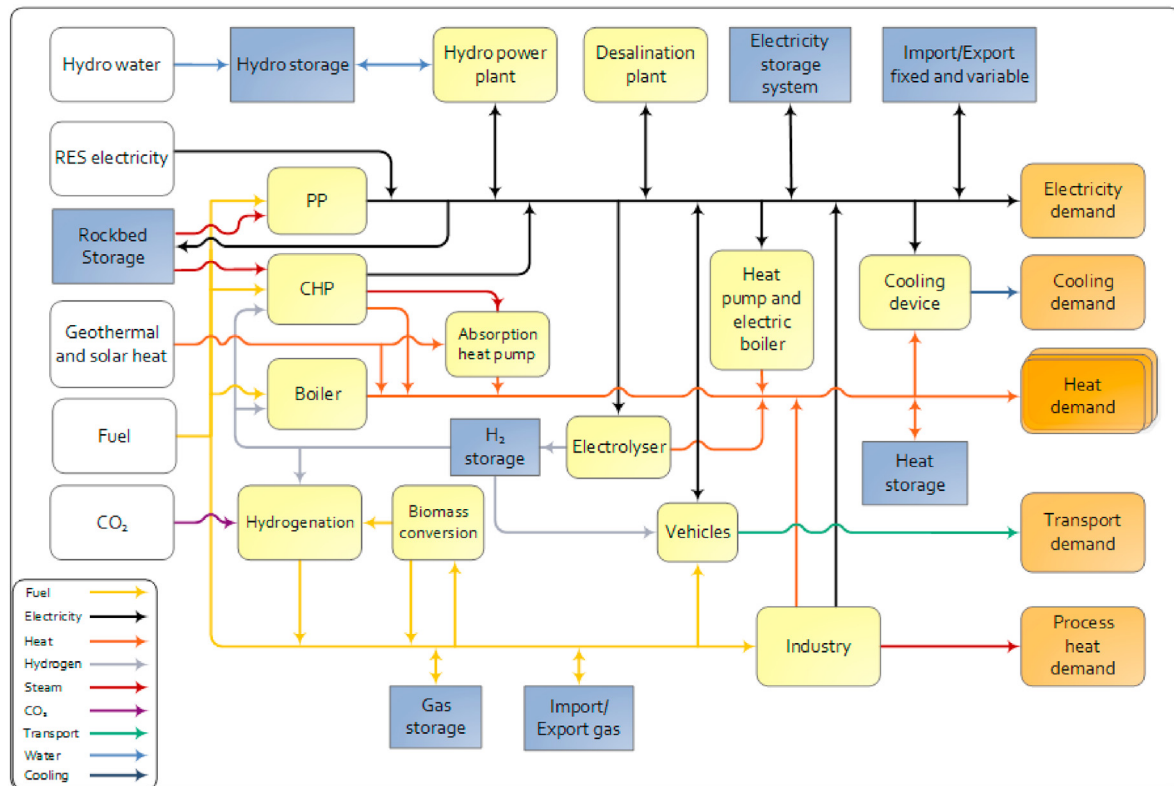 Hydro water
Hydro storage
Hydro power
plant
Desalination
plant
Electricity
storage
system
Import/Export
fixed and variable
RES electricity
PP
Electricity
demand
Rockbed
Storage
CHP
Heat
pump and
electric
boiler
Cooling
device
Cooling
demand
Geothermal
and solar heat
Absorption
heat pump
Boiler
Heat
demand
Fuel
H₂
storage
Electrolyser
Heat
storage
CO₂
Hydrogenation
Biomass
conversion
Vehicles
Transport
demand
Industry
Process
heat
demand
Gas
storage
Import/
Export gas
Fuel
Electricity
Heat
Hydrogen
Steam
CO₂
Transport
Water
Cooling